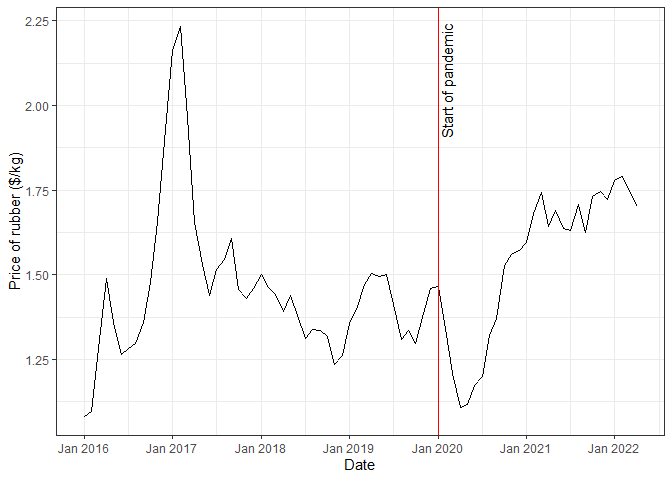 2.25
2.00
1.75
1.50
1.25
Price of rubber ($/kg)
Start of pandemic
Jan 2016 Jan 2017 Jan 2018 Jan 2019 Jan 2020 Jan 2021 Jan 2022
Date